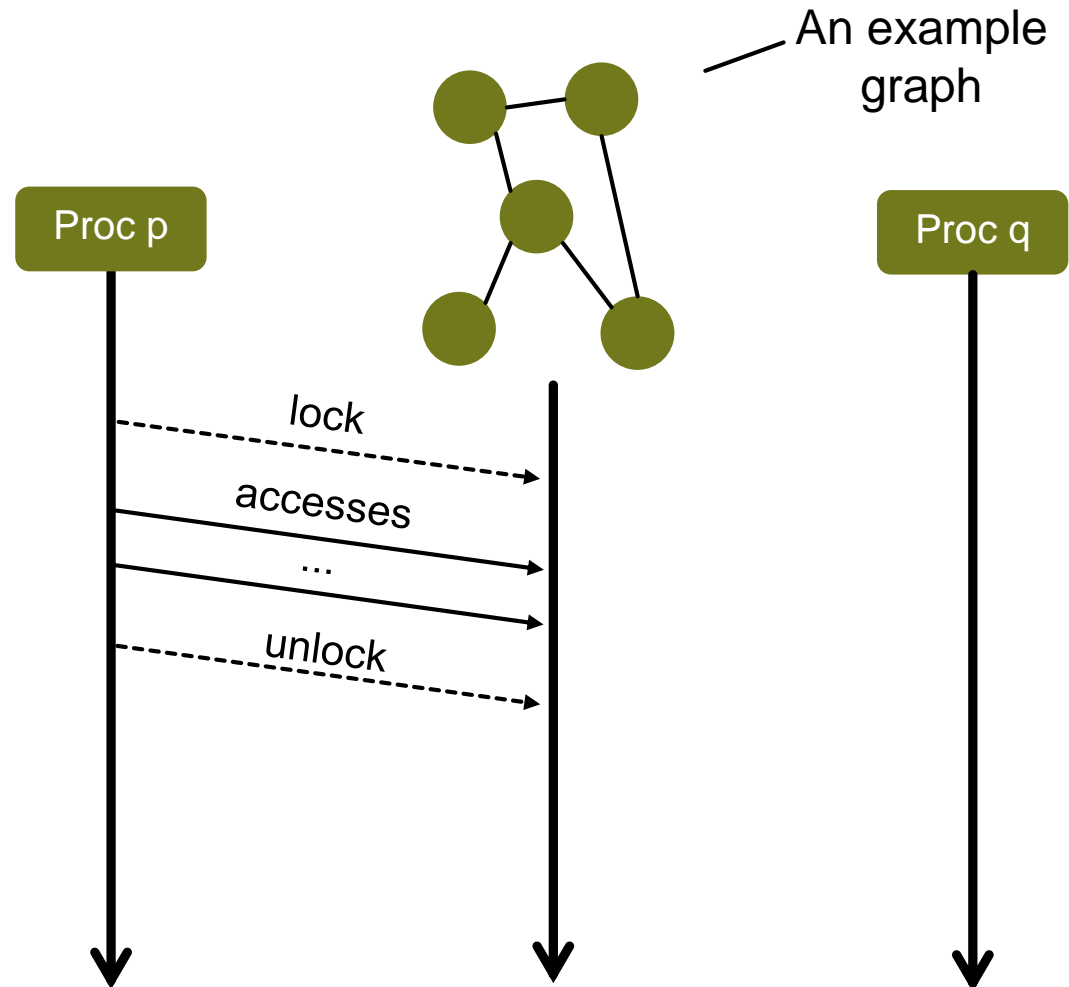 An example
graph
Proc p
Proc q
lock
accesses
...
unlock